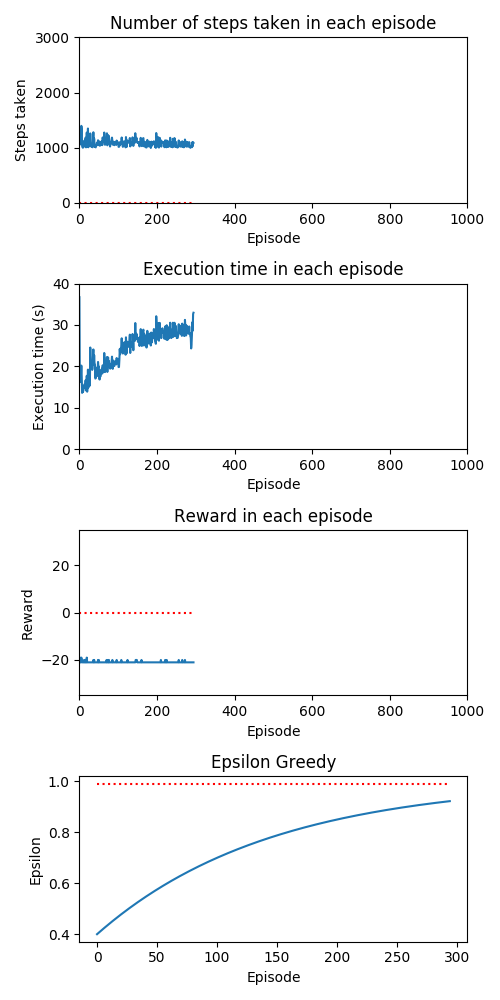 Number of steps taken in each episode
3000
2000
1000
0
Steps taken
0 200 400 600 800 1000
Episode
Execution time in each episode
40
30
20
10
0
Execution time (s)
0 200 400 600 800 1000
Episode
Reward in each episode
20
0
−20
Reward
0 200 400 600 800 1000
Episode
Epsilon Greedy
1.0
0.8
0.6
0.4
Epsilon
0 50 100 150 200 250 300
Episode